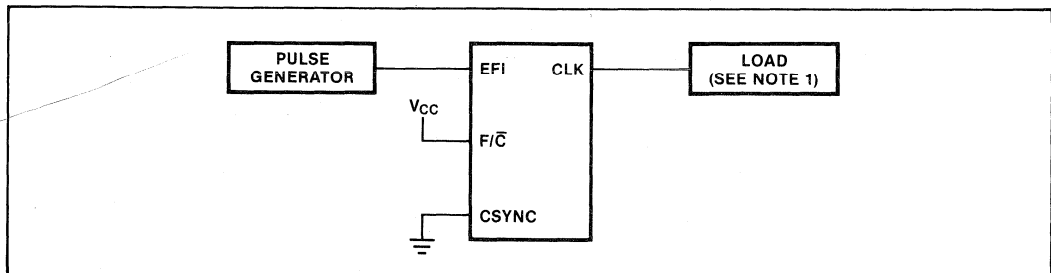 PULSE
GENERATOR
EFI
CLK
LOAD
(SEE NOTE 1)
VCC
F/C̅
CSYNC